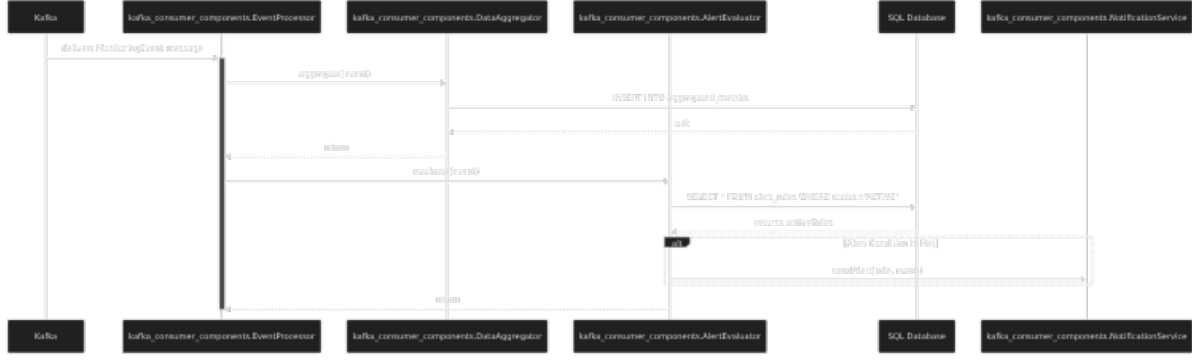 Kafka
kafka_consumer_components.EventProcessor
kafka_consumer_components.DataAggregator
kafka_consumer_components.AlertEvaluator
SQL Database
kafka_consumer_components.NotificationService
delivers MonitoringEvent message
aggregate(event)
INSERT INTO aggregated_metrics
ack
return
evaluate(event)
SELECT * FROM alert_rules WHERE status = 'ACTIVE'
returns activeRules
alt
[Alert Condition Is Met]
sendAlert(rule, event)
return
Kafka
kafka_consumer_components.EventProcessor
kafka_consumer_components.DataAggregator
kafka_consumer_components.AlertEvaluator
SQL Database
kafka_consumer_components.NotificationService